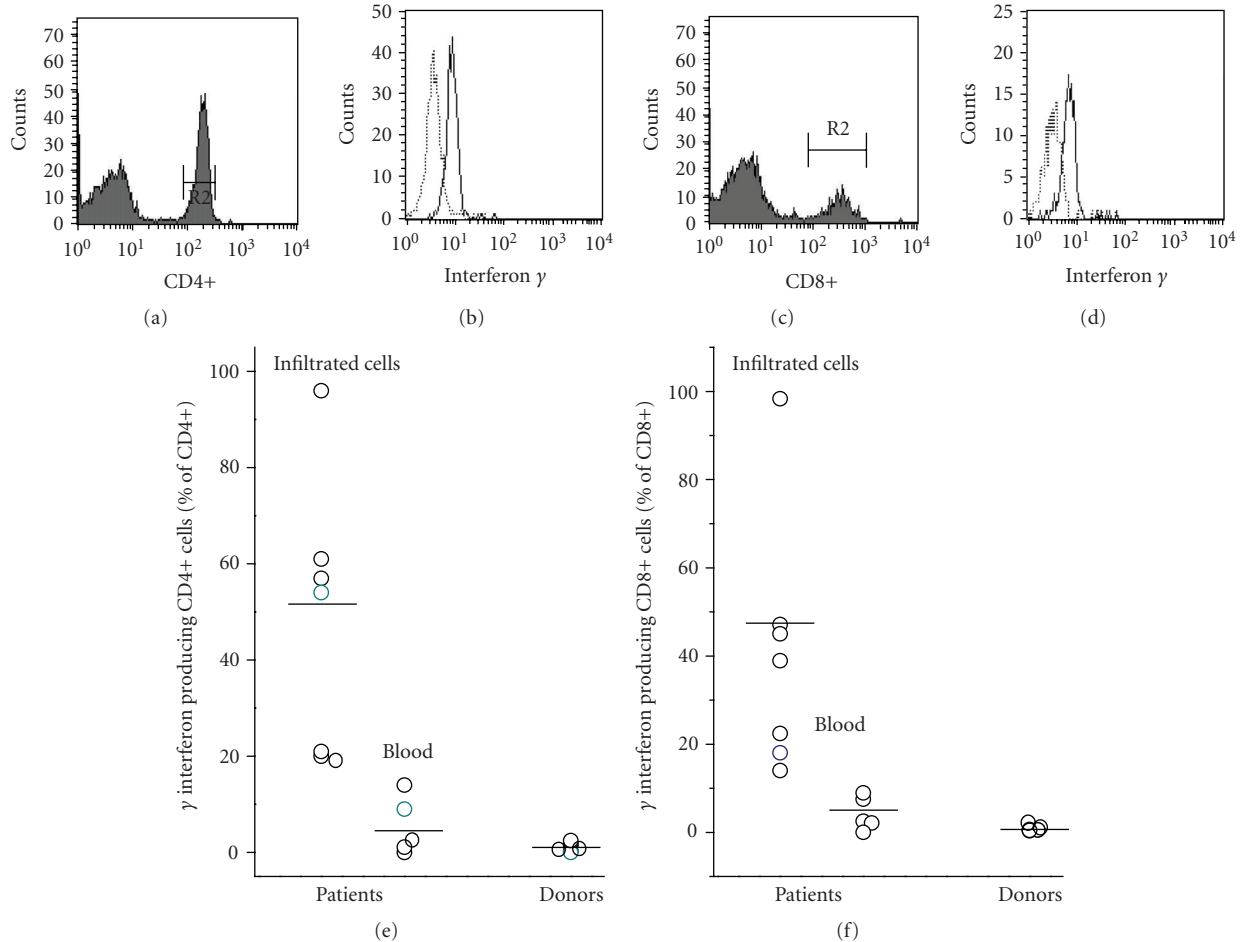 70
60
50
40
30
20
10
0
Counts
R2
10^0 10^1 10^2 10^3 10^4
CD4+
(a)
50
40
30
20
10
0
Counts
10^0 10^1 10^2 10^3 10^4
Interferon γ
(b)
70
60
50
40
30
20
10
0
Counts
R2
10^0 10^1 10^2 10^3 10^4
CD8+
(c)
25
20
15
10
5
0
Counts
10^0 10^1 10^2 10^3 10^4
Interferon γ
(d)
γ interferon producing CD4+ cells (% of CD4+)
100
80
60
40
20
0
Infiltrated cells
Blood
Patients Donors
(e)
γ interferon producing CD8+ cells (% of CD8+)
100
80
60
40
20
0
Infiltrated cells
Blood
Patients Donors
(f)